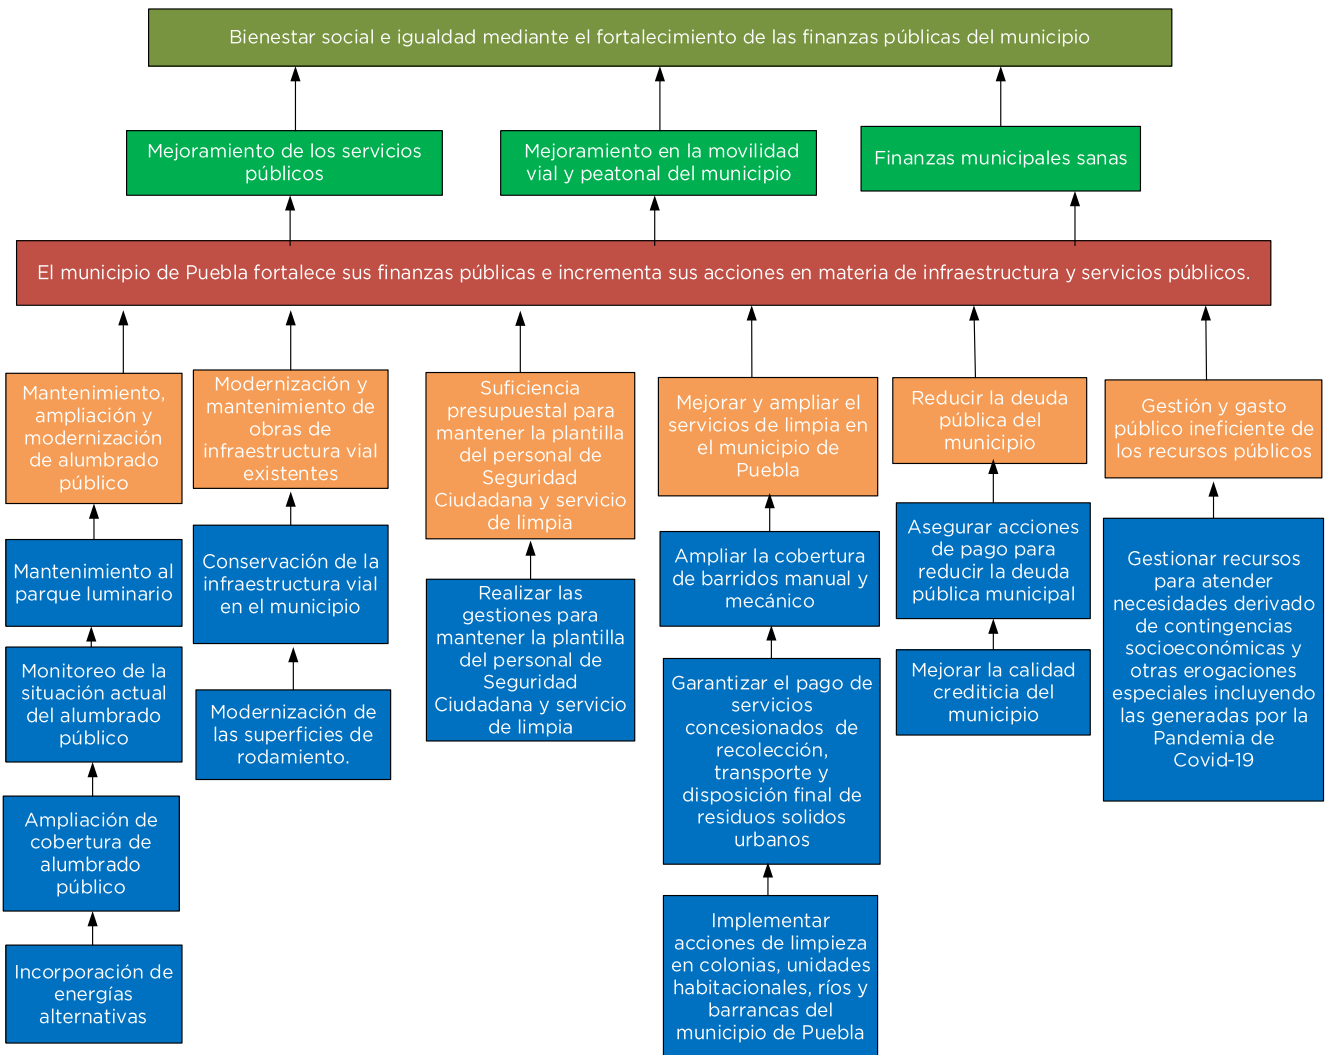 Bienestar social e igualdad mediante el fortalecimiento de las finanzas públicas del municipio
Mejoramiento de los servicios
públicos
Mejoramiento en la movilidad
vial y peatonal del municipio
Finanzas municipales sanas
El municipio de Puebla fortalece sus finanzas públicas e incrementa sus acciones en materia de infraestructura y servicios públicos.
Mantenimiento,
ampliación y
modernización
de alumbrado
público
Modernización y
mantenimiento de
obras de
infraestructura vial
existentes
Suficiencia
presupuestal para
mantener la plantilla
del personal de
Seguridad
Ciudadana y servicio
de limpia
Mejorar y ampliar el
servicios de limpia en
el municipio de
Puebla
Reducir la deuda
pública del
municipio
Gestión y gasto
público ineficiente de
los recursos públicos
Mantenimiento al
parque luminario
Monitoreo de la
situación actual
del alumbrado
público
Ampliación de
cobertura de
alumbrado
público
Incorporación de
energías
alternativas
Conservación de la
infraestructura vial
en el municipio
Modernización de
las superficies de
rodamiento.
Realizar las
gestiones para
mantener la plantilla
del personal de
Seguridad
Ciudadana y servicio
de limpia
Ampliar la cobertura
de barridos manual y
mecánico
Garantizar el pago de
servicios
concesionados de
recolección,
transporte y
disposición final de
residuos solidos
urbanos
Implementar
acciones de limpieza
en colonias, unidades
habitacionales, ríos y
barrancas del
municipio de Puebla
Asegurar acciones
de pago para
reducir la deuda
pública municipal
Mejorar la calidad
crediticia del
municipio
Gestionar recursos
para atender
necesidades derivado
de contingencias
socioeconómicas y
otras erogaciones
especiales incluyendo
las generadas por la
Pandemia de
Covid-19